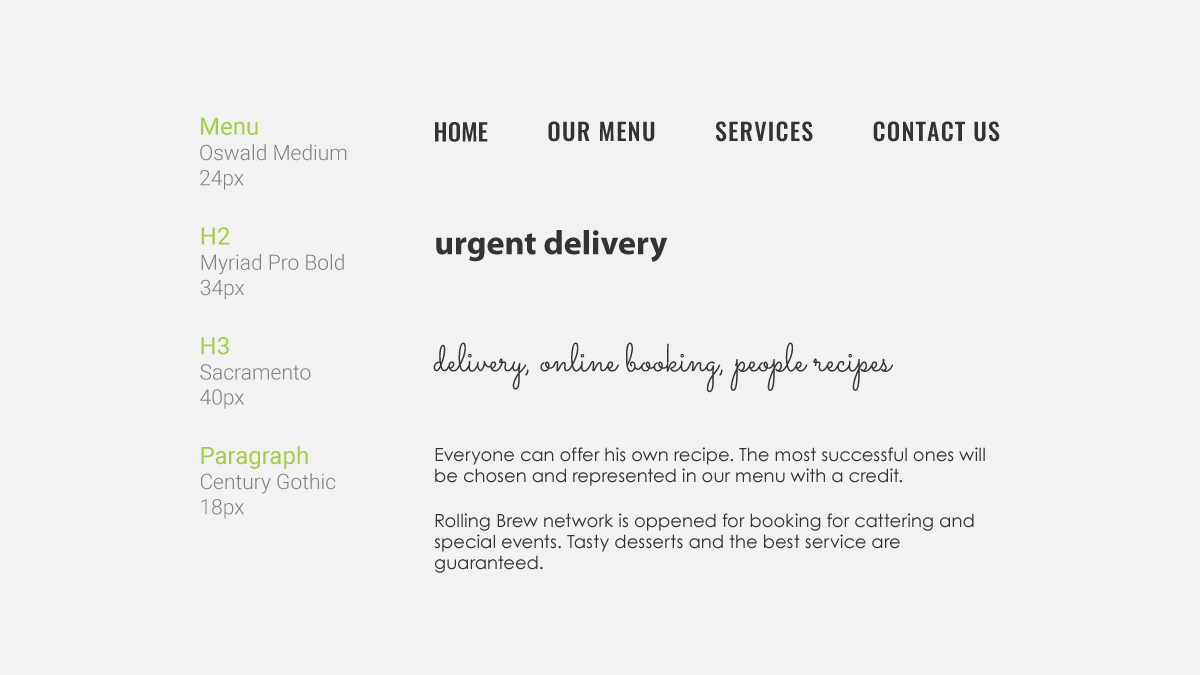 Menu
Oswald Medium
24px
HOME OUR MENU SERVICES CONTACT US
H2
Myriad Pro Bold
34px
urgent delivery
H3
Sacramento
40px
delivery, online booking, people recipes
Paragraph
Century Gothic
18px
Everyone can offer his own recipe. The most successful ones will
be chosen and represented in our menu with a credit.
Rolling Brew network is oppened for booking for cattering and
special events. Tasty desserts and the best service are
guaranteed.